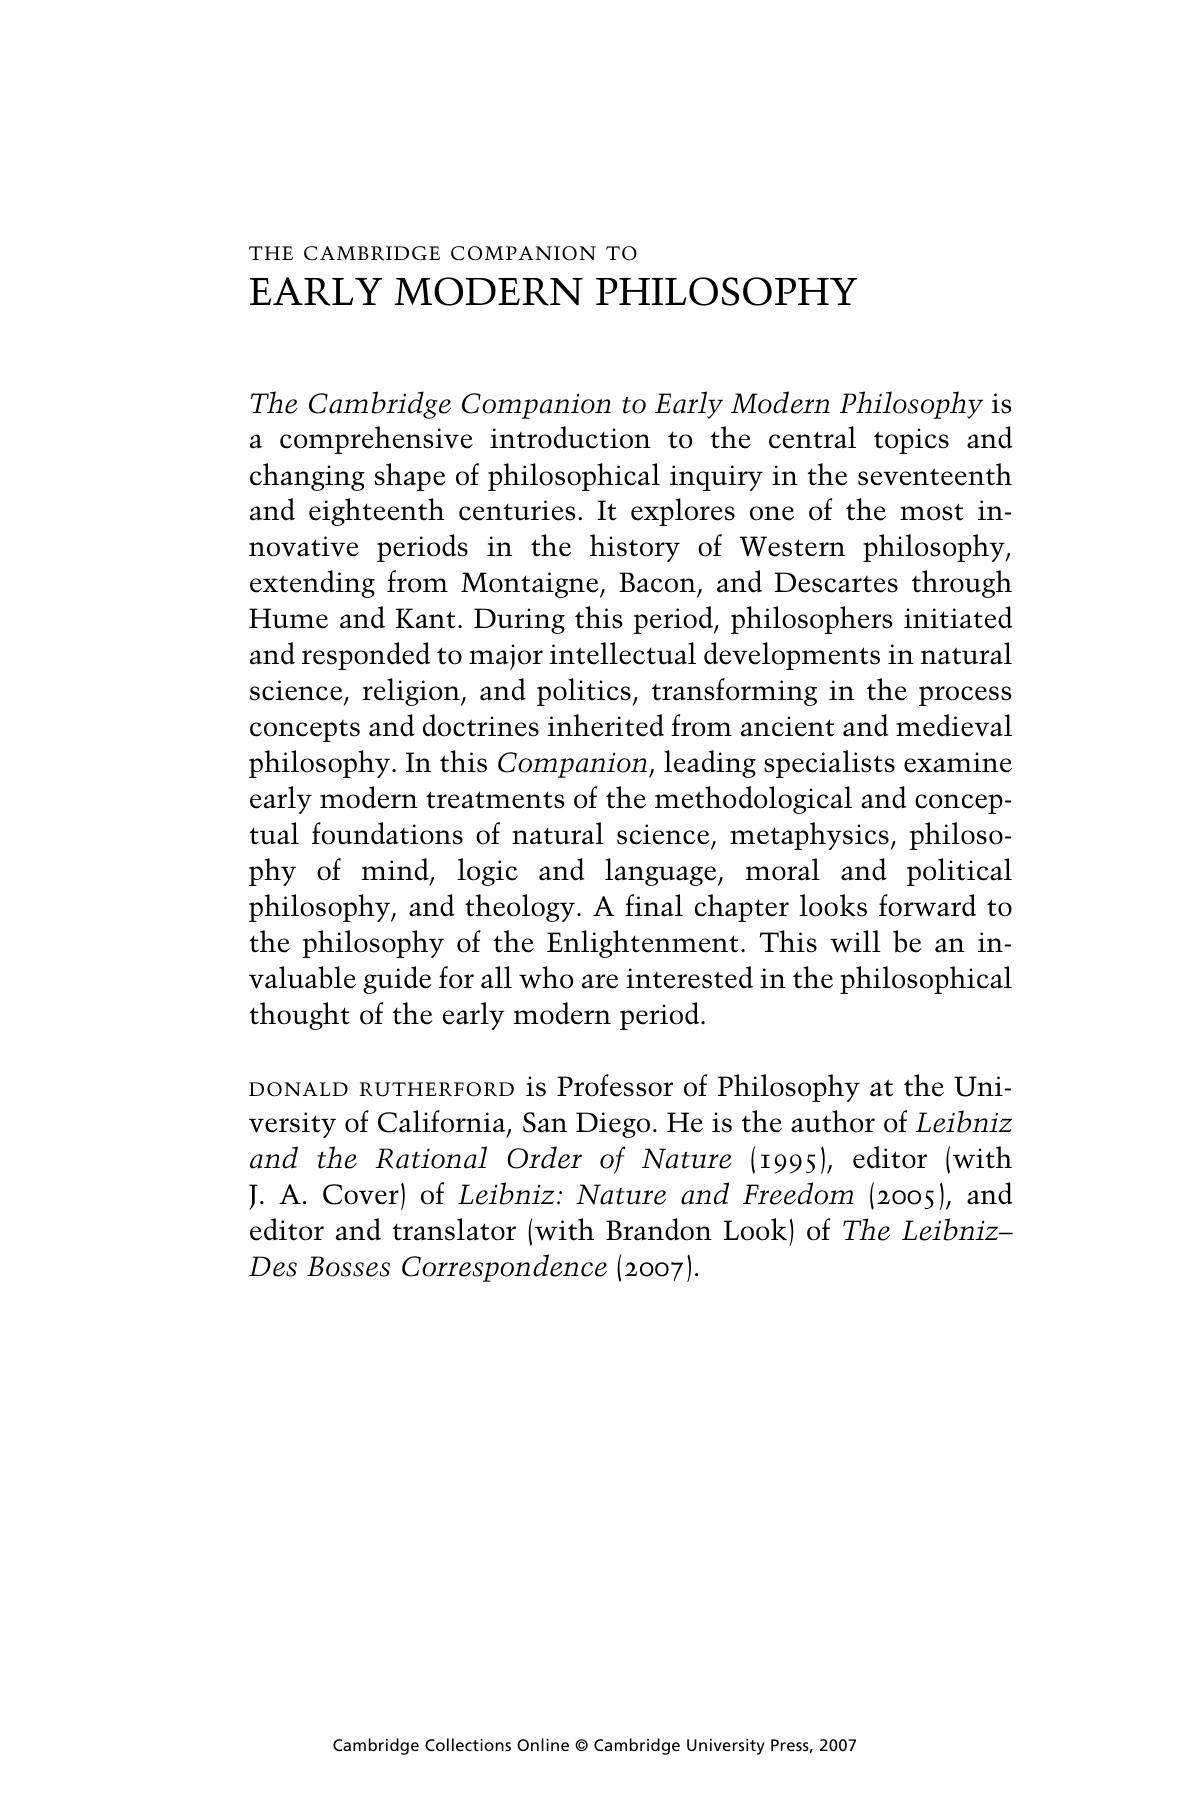 THE CAMBRIDGE COMPANION TO
EARLY MODERN PHILOSOPHY
The Cambridge Companion to Early Modern Philosophy is
a comprehensive introduction to the central topics and
changing shape of philosophical inquiry in the seventeenth
and eighteenth centuries. It explores one of the most in-
novative periods in the history of Western philosophy,
extending from Montaigne, Bacon, and Descartes through
Hume and Kant. During this period, philosophers initiated
and responded to major intellectual developments in natural
science, religion, and politics, transforming in the process
concepts and doctrines inherited from ancient and medieval
philosophy. In this Companion, leading specialists examine
early modern treatments of the methodological and concep-
tual foundations of natural science, metaphysics, philoso-
phy of mind, logic and language, moral and political
philosophy, and theology. A final chapter looks forward to
the philosophy of the Enlightenment. This will be an in-
valuable guide for all who are interested in the philosophical
thought of the early modern period.
DONALD RUTHERFORD is Professor of Philosophy at the Uni-
versity of California, San Diego. He is the author of Leibniz
and the Rational Order of Nature (1995), editor (with
J. A. Cover) of Leibniz: Nature and Freedom (2005), and
editor and translator (with Brandon Look) of The Leibniz–
Des Bosses Correspondence (2007).
Cambridge Collections Online © Cambridge University Press, 2007